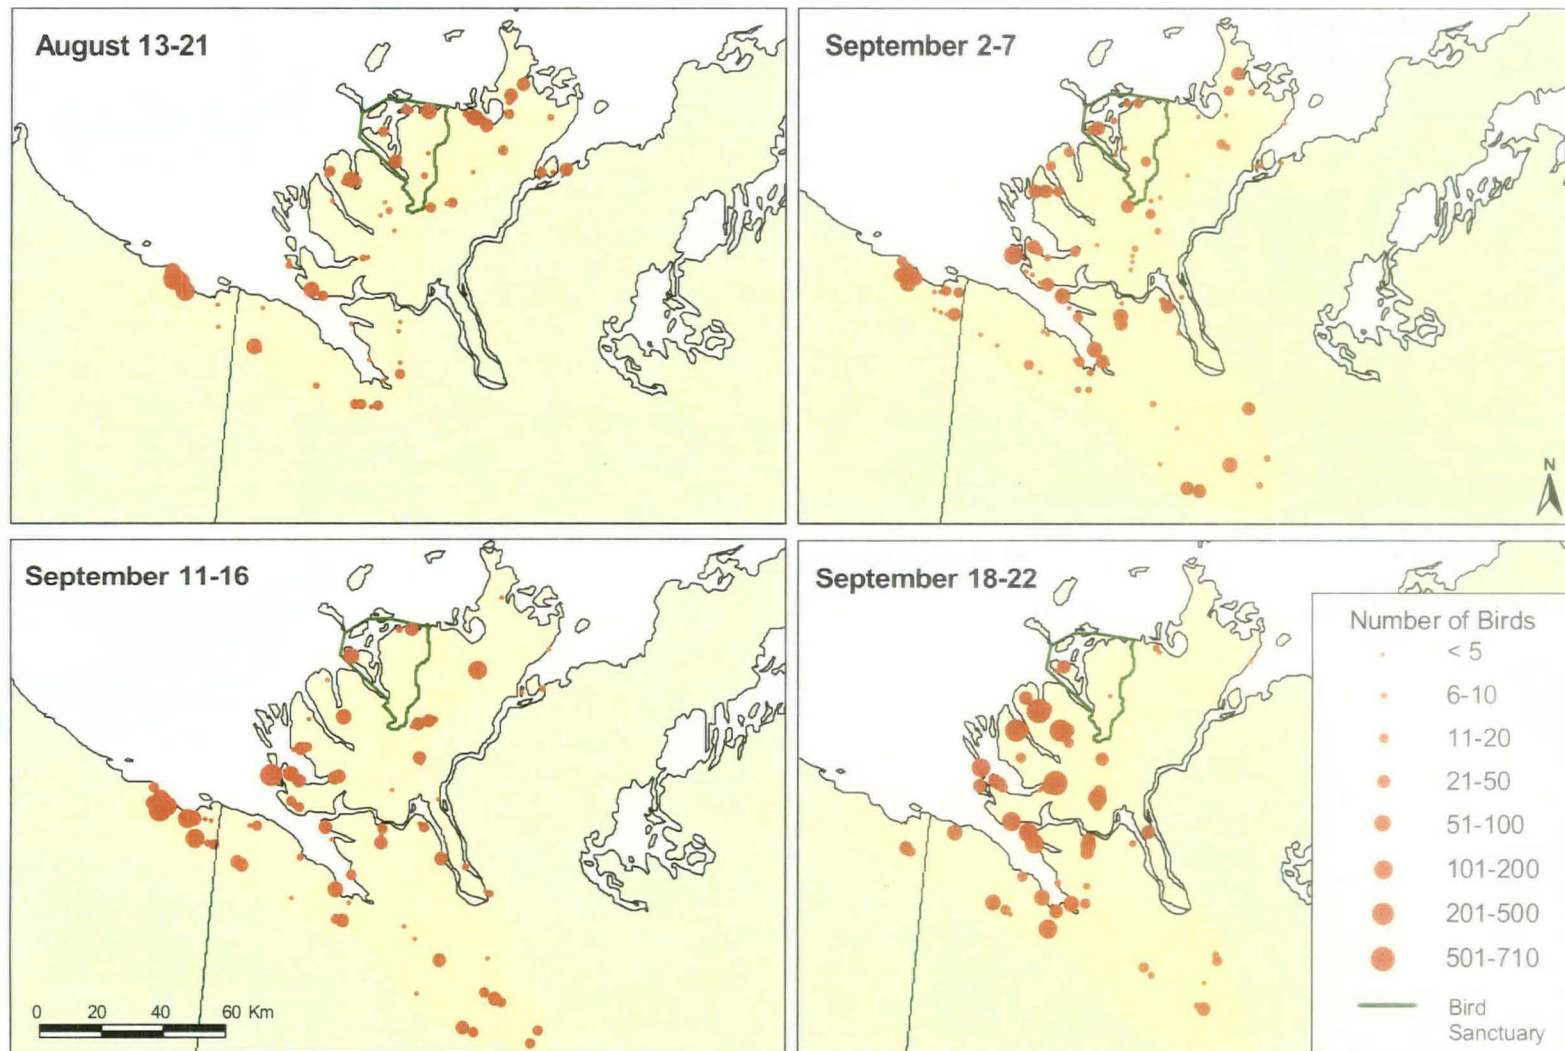 August 13-21
September 2-7
N
September 11-16
0 20 40 60 Km
September 18-22
Number of Birds
< 5
6-10
11-20
21-50
51-100
101-200
201-500
501-710
Bird
Sanctuary